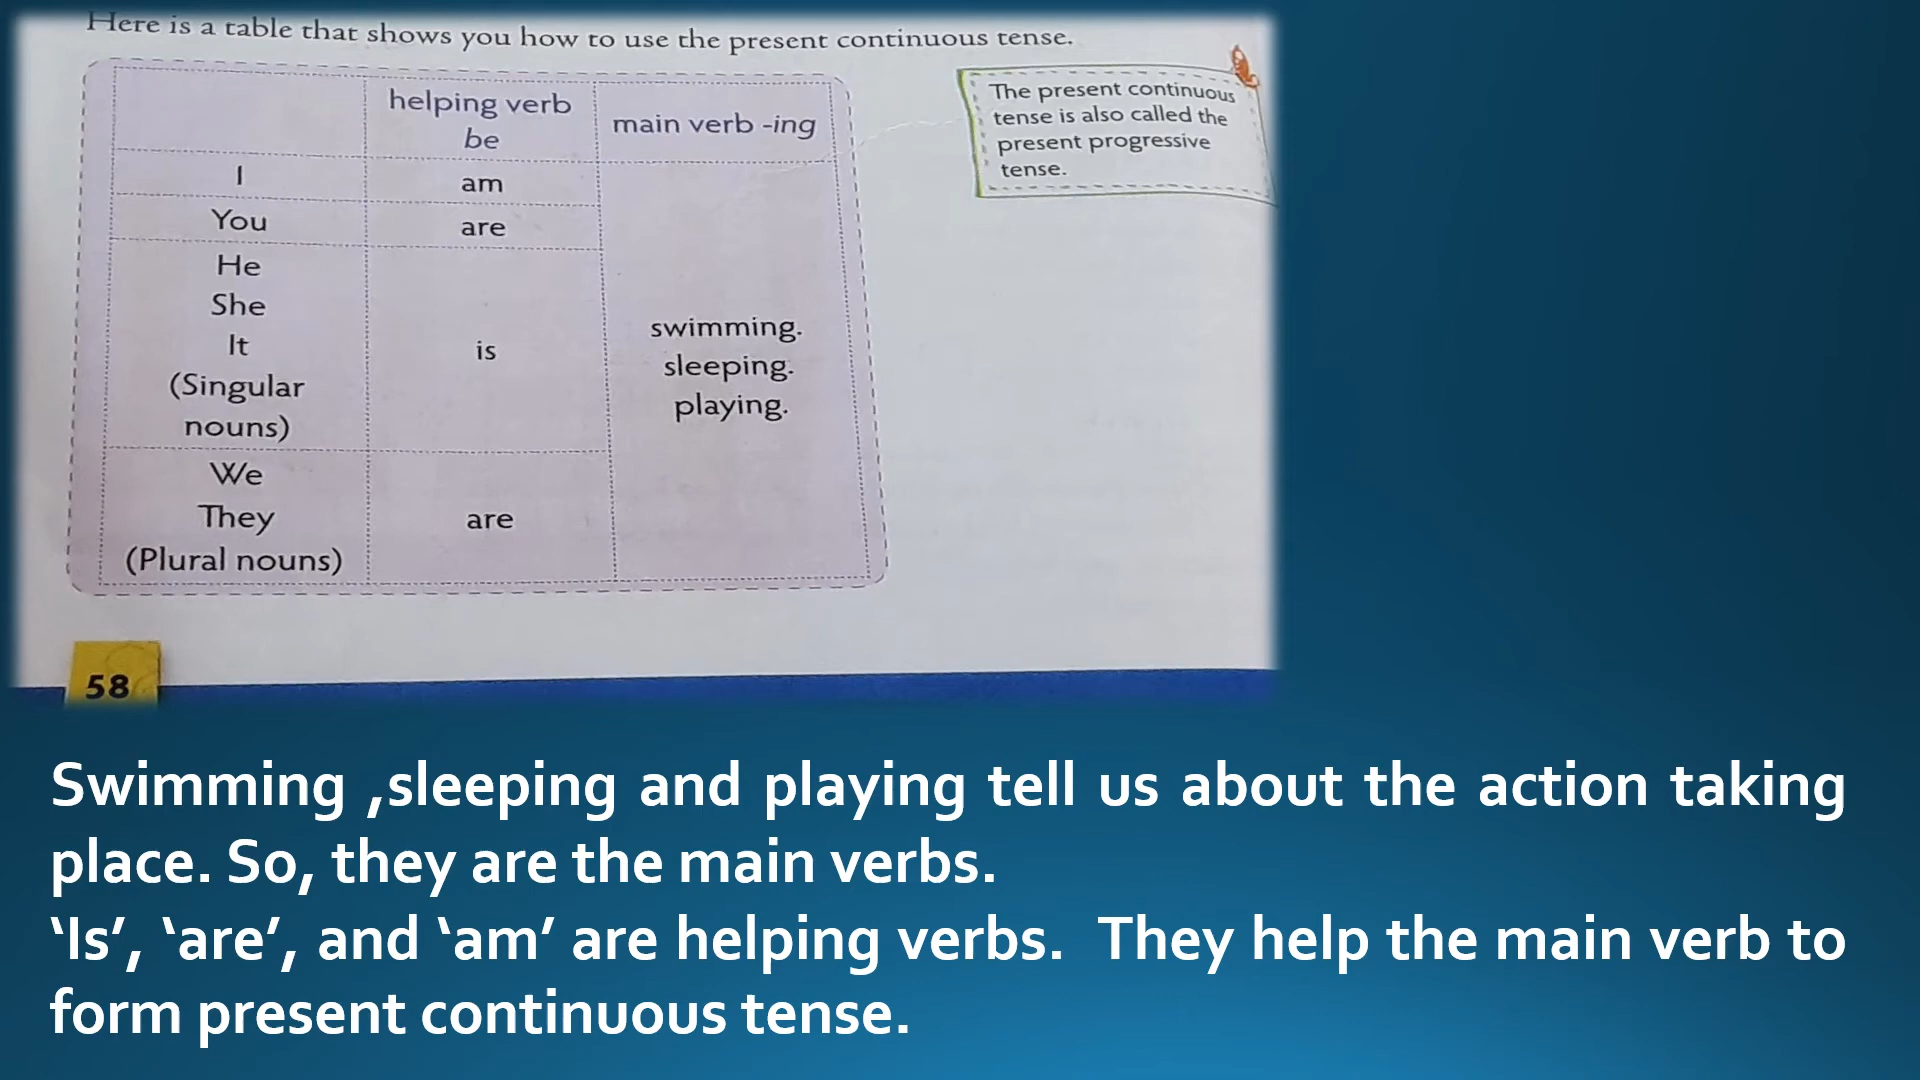 Here is a table that shows you how to use the present continuous tense.
helping verb
be
main verb -ing
I
am
You
are
He
She
It
(Singular
nouns)
is
swimming.
sleeping.
playing.
We
They
(Plural nouns)
are
The present continuous
tense is also called the
present progressive
tense.
58
Swimming ,sleeping and playing tell us about the action taking
place. So, they are the main verbs.
‘Is’, ‘are’, and ‘am’ are helping verbs.  They help the main verb to
form present continuous tense.